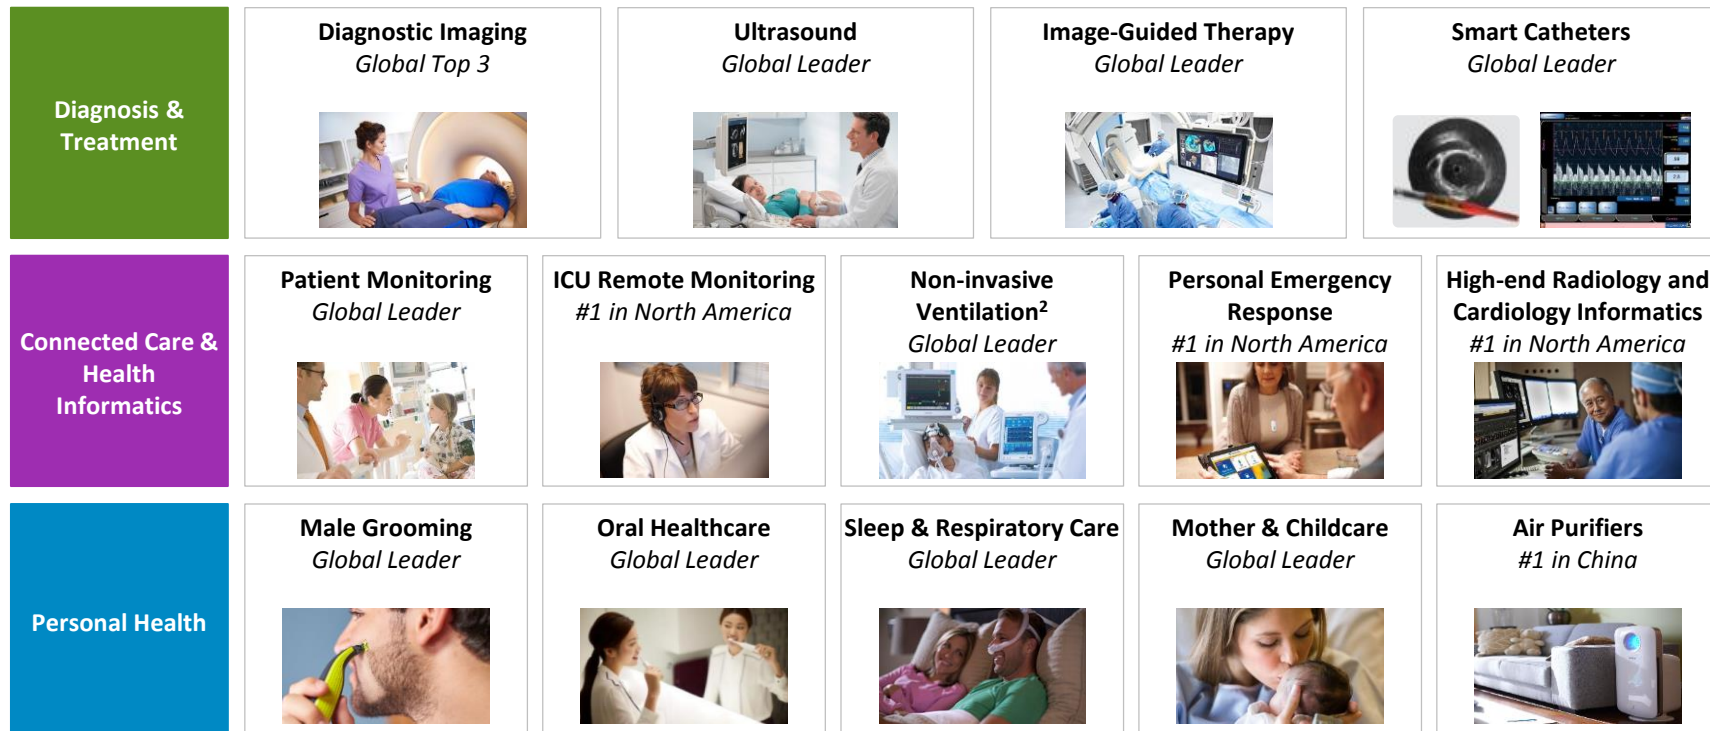 Diagnosis &
Treatment
Diagnostic Imaging
Global Top 3
Ultrasound
Global Leader
Image-Guided Therapy
Global Leader
Smart Catheters
Global Leader
Connected Care &
Health
Informatics
Patient Monitoring
Global Leader
ICU Remote Monitoring
#1 in North America
Non-invasive
Ventilation²
Global Leader
Personal Emergency
Response
#1 in North America
High-end Radiology and
Cardiology Informatics
#1 in North America
Personal Health
Male Grooming
Global Leader
Oral Healthcare
Global Leader
Sleep & Respiratory Care
Global Leader
Mother & Childcare
Global Leader
Air Purifiers
#1 in China